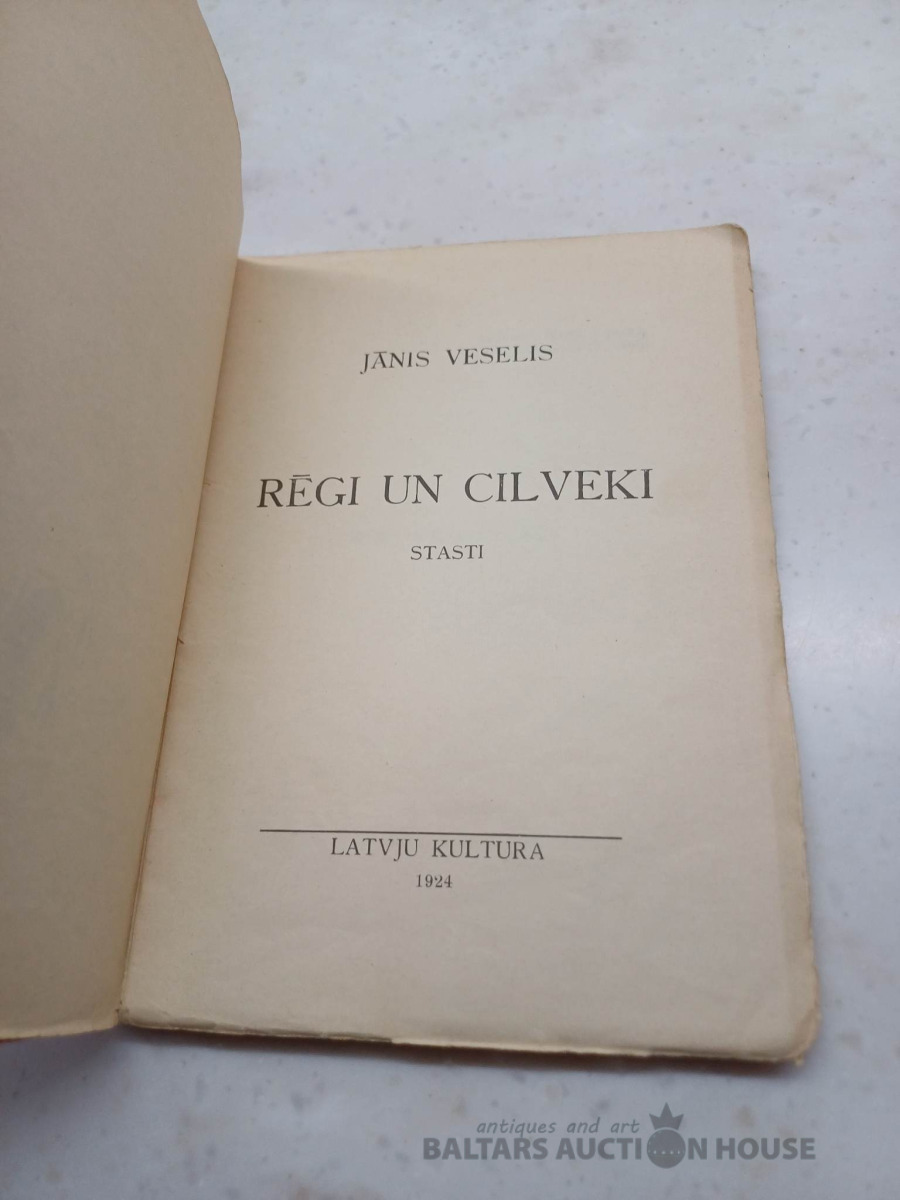 JĀNIS VESELIS
RĒGI UN CILVEKI
STASTI
LATVJU KULTURA
1924
antiques and art
BALTARS AUCTION HOUSE